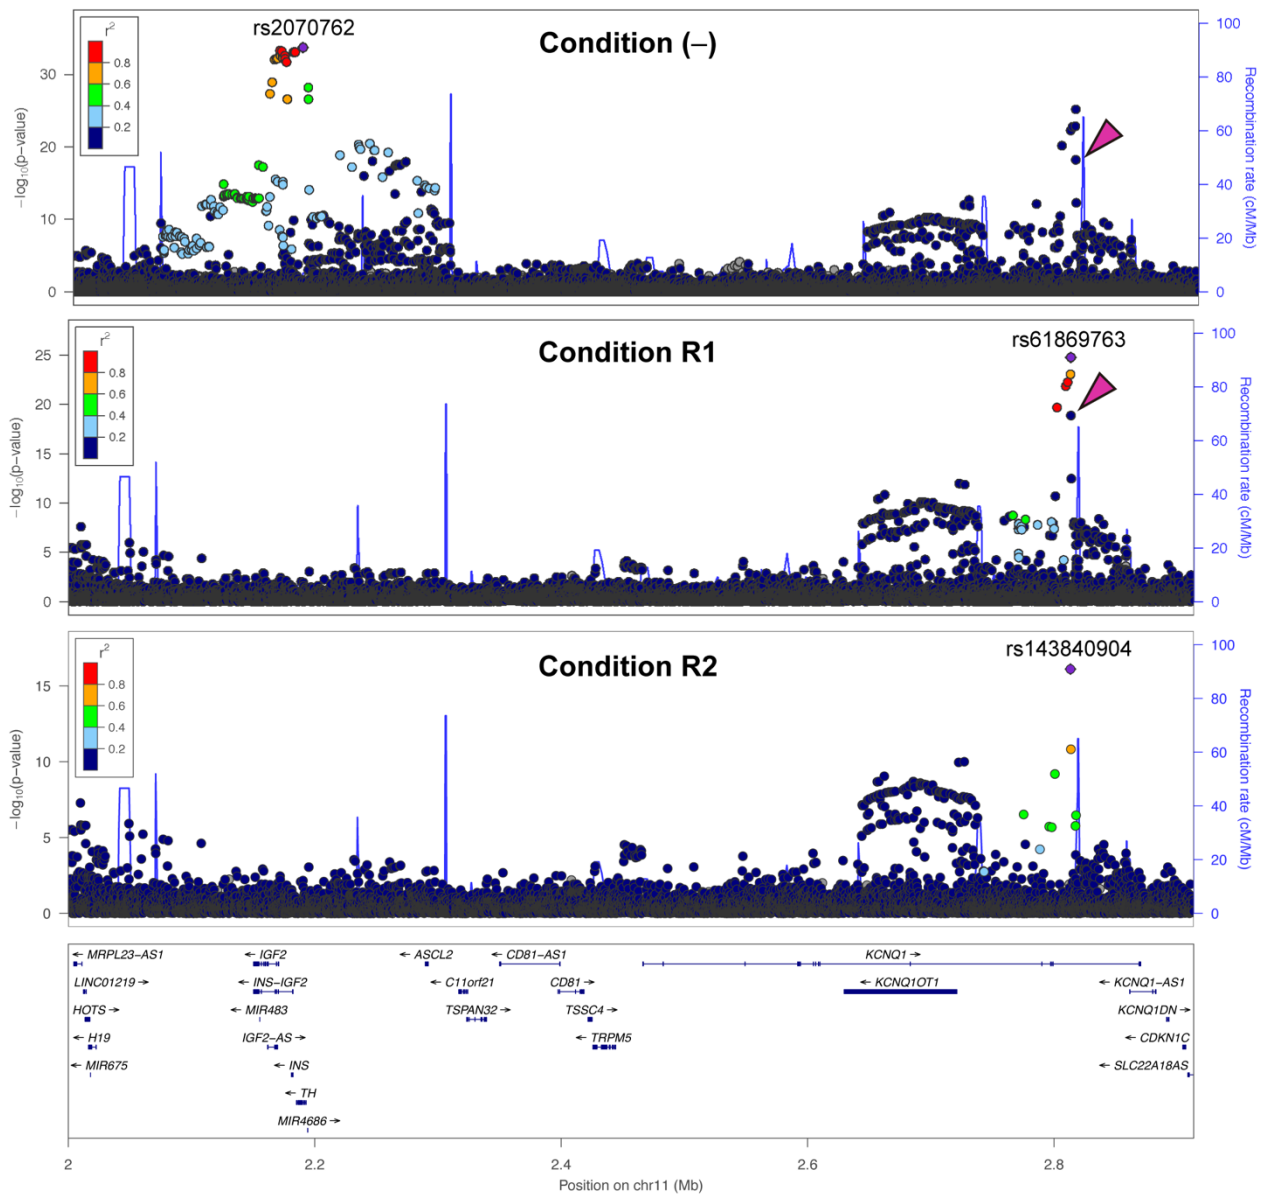 rs2070762
Condition (–)
r²
0.8
0.6
0.4
0.2
−log₁₀(p−value)
30
20
10
0
100
80
60
40
20
0
Recombination rate (cM/Mb)
rs61869763
Condition R1
r²
0.8
0.6
0.4
0.2
−log₁₀(p−value)
25
20
15
10
5
0
100
80
60
40
20
0
Recombination rate (cM/Mb)
rs143840904
Condition R2
r²
0.8
0.6
0.4
0.2
−log₁₀(p−value)
15
10
5
0
100
80
60
40
20
0
Recombination rate (cM/Mb)
← MRPL23−AS1 ← IGF2 ← ASCL2 ← CD81−AS1 KCNQ1 →
LINC01219 → ← INS−IGF2 ← C11orf21 CD81 → ← KCNQ1OT1 ← KCNQ1−AS1
HOTS → ← MIR483 TSPAN32 → TSSC4 → KCNQ1DN →
← H19 IGF2−AS → ← TRPM5 ← CDKN1C
← MIR675 ← INS ← SLC22A18AS
← TH
MIR4686 →
2 2.2 2.4 2.6 2.8
Position on chr11 (Mb)